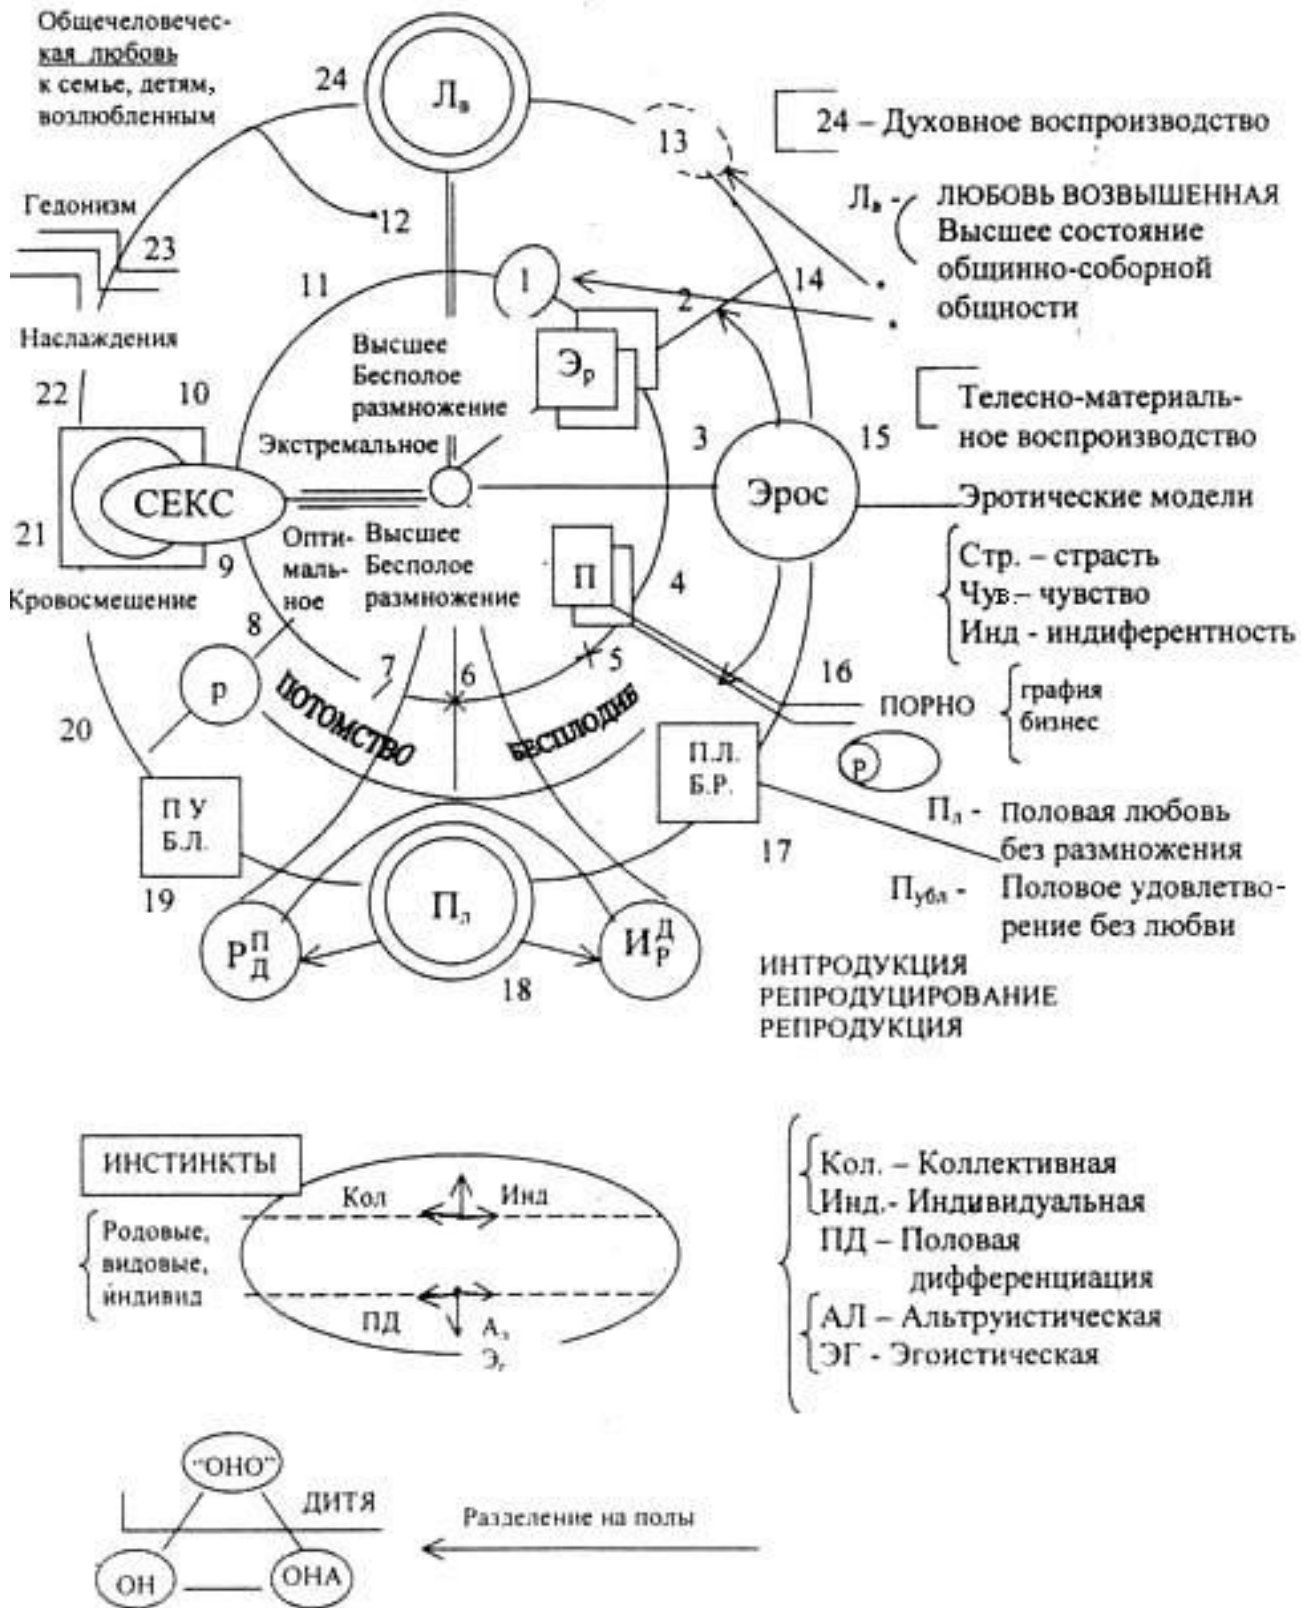 Общечеловечес-
кая любовь
к семье, детям,
возлюбленным
24
Лв
13
24 – Духовное воспроизводство
Лв - ЛЮБОВЬ ВОЗВЫШЕННАЯ
Высшее состояние
общинно-соборной
общности
Гедонизм
23
12
11
1
2
14
Наслаждения
Высшее
Бесполое
размножение
Эр
22
10
Экстремальное
3
15
Телесно-материаль-
ное воспроизводство
СЕКС
Эрос
Эротические модели
21
9
Опти-
маль-
ное
Высшее
Бесполое
размножение
П
4
Стр. – страсть
Чув.– чувство
Инд - индиферентность
Кровосмешение
8
р
7
6
5
16
ПОРНО
графия
бизнес
ПОТОМСТВО
БЕСПЛОДИЕ
20
Р
П У
Б.Л.
П.Л.
Б.Р.
17
Пл - Половая любовь
без размножения
Публ - Половое удовлетво-
рение без любви
19
Р П Д
Пл
И Д Р
18
ИНТРОДУКЦИЯ
РЕПРОДУЦИРОВАНИЕ
РЕПРОДУКЦИЯ
ИНСТИНКТЫ
Родовые,
видовые,
индивид
Кол
Инд
ПД
Ал
Эг
Кол. – Коллективная
Инд.- Индивидуальная
ПД – Половая
дифференциация
АЛ – Альтруистическая
ЭГ - Эгоистическая
"ОНО"
ДИТЯ
Разделение на полы
ОН
ОНА